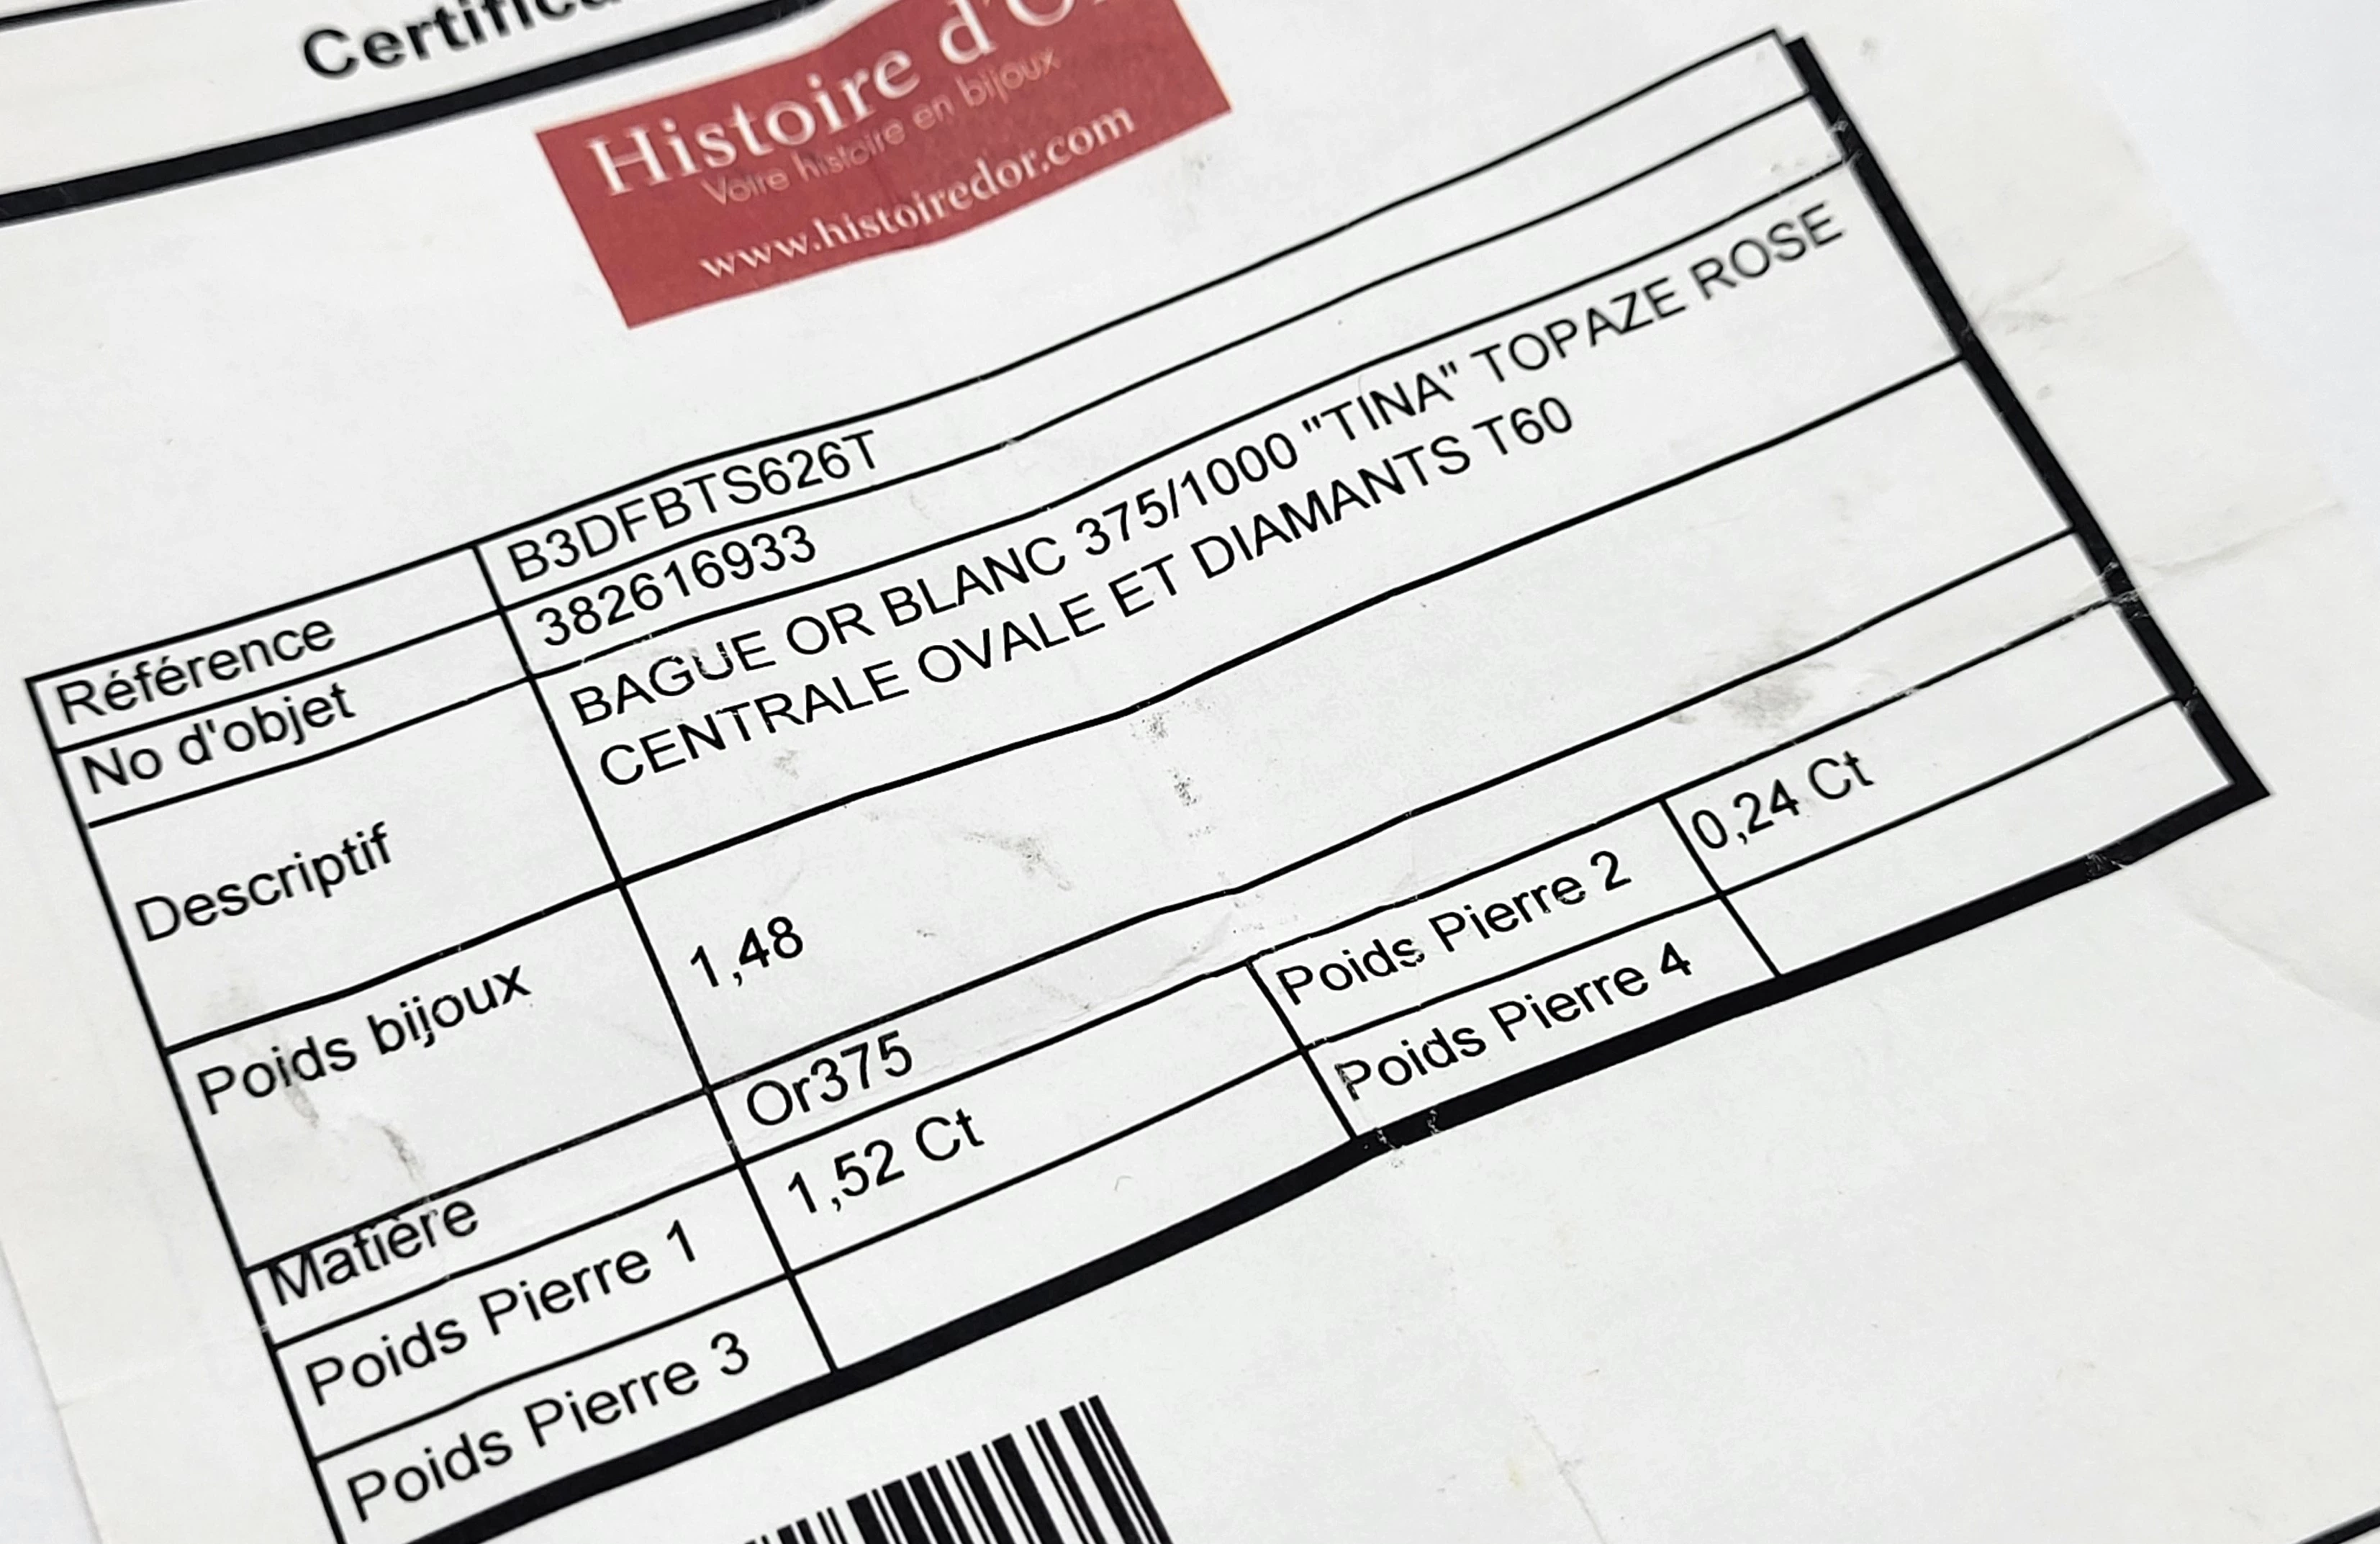 Histoire
Votre histoire en bijoux
www.histoiredor.com
Référence B3DFBTS626T
No d'objet 382616933
Descriptif BAGUE OR BLANC 375/1000 "TINA" TOPAZE ROSE
CENTRALE OVALE ET DIAMANTS T60
Poids bijoux 1,48
Matière Or375
Poids Pierre 1 1,52 Ct Poids Pierre 2 0,24 Ct
Poids Pierre 3 Poids Pierre 4